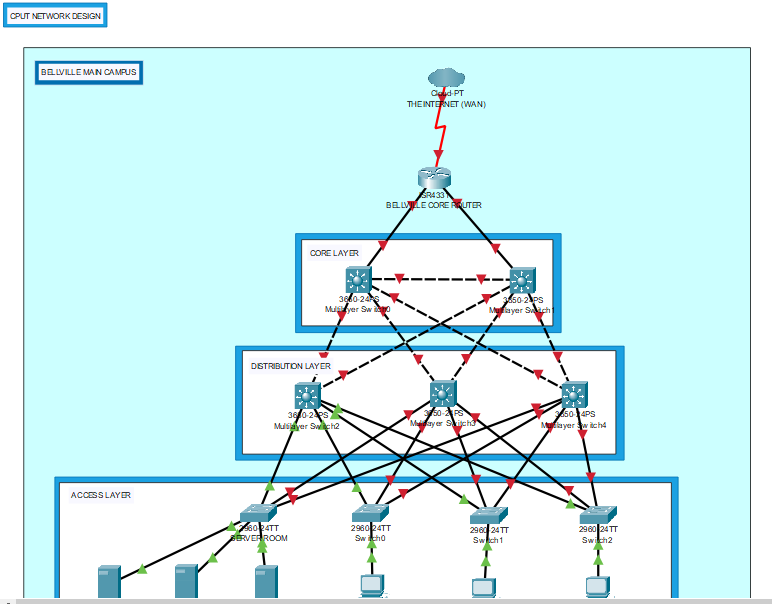 CPUT NETWORK DESIGN
BELLVILLE MAIN CAMPUS
Cloud-PT
THE INTERNET (WAN)
ISR4331
BELLVILLE CORE ROUTER
CORE LAYER
3650-24PS
Multilayer Switch0
3650-24PS
Multilayer Switch1
DISTRIBUTION LAYER
3650-24PS
Multilayer Switch2
3650-24PS
Multilayer Switch3
3650-24PS
Multilayer Switch4
ACCESS LAYER
2960-24TT
SERVER ROOM
2960-24TT
Switch0
2960-24TT
Switch1
2960-24TT
Switch2